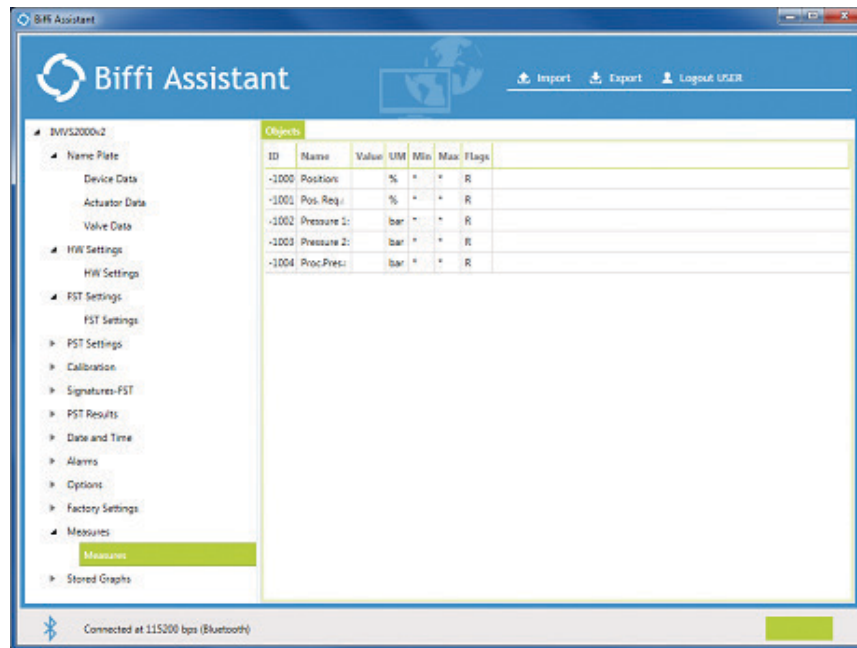 Biffi Assistant
Biffi Assistant
Import Export Logout USER
IMVS2000v2
Name Plate
Device Data
Actuator Data
Valve Data
HW Settings
HW Settings
FST Settings
FST Settings
PST Settings
Calibration
Signatures-FST
PST Results
Date and Time
Alarms
Options
Factory Settings
Measures
Measures
Stored Graphs
Objects
ID Name Value UM Min Max Flags
-1000 Position: % * * R
-1001 Pos. Req.: % * * R
-1002 Pressure 1: bar * * R
-1003 Pressure 2: bar * * R
-1004 Proc.Pres.: bar * * R
Connected at 115200 bps (Bluetooth)